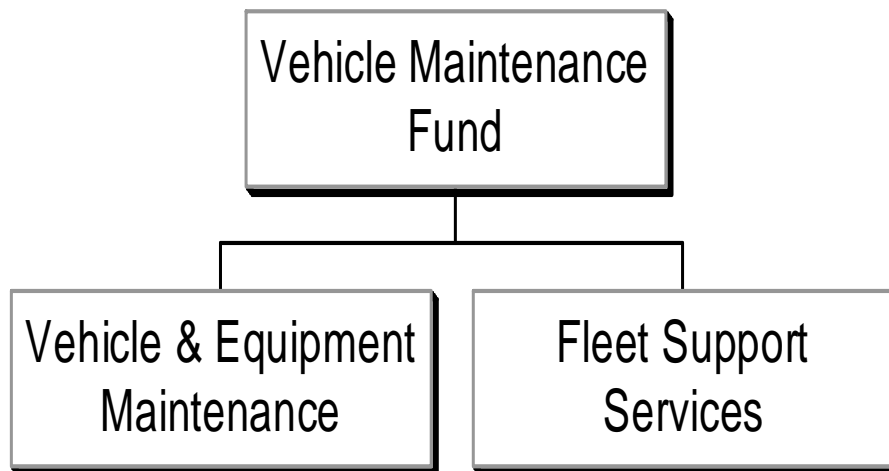 Vehicle Maintenance
Fund
Vehicle & Equipment
Maintenance
Fleet Support
Services